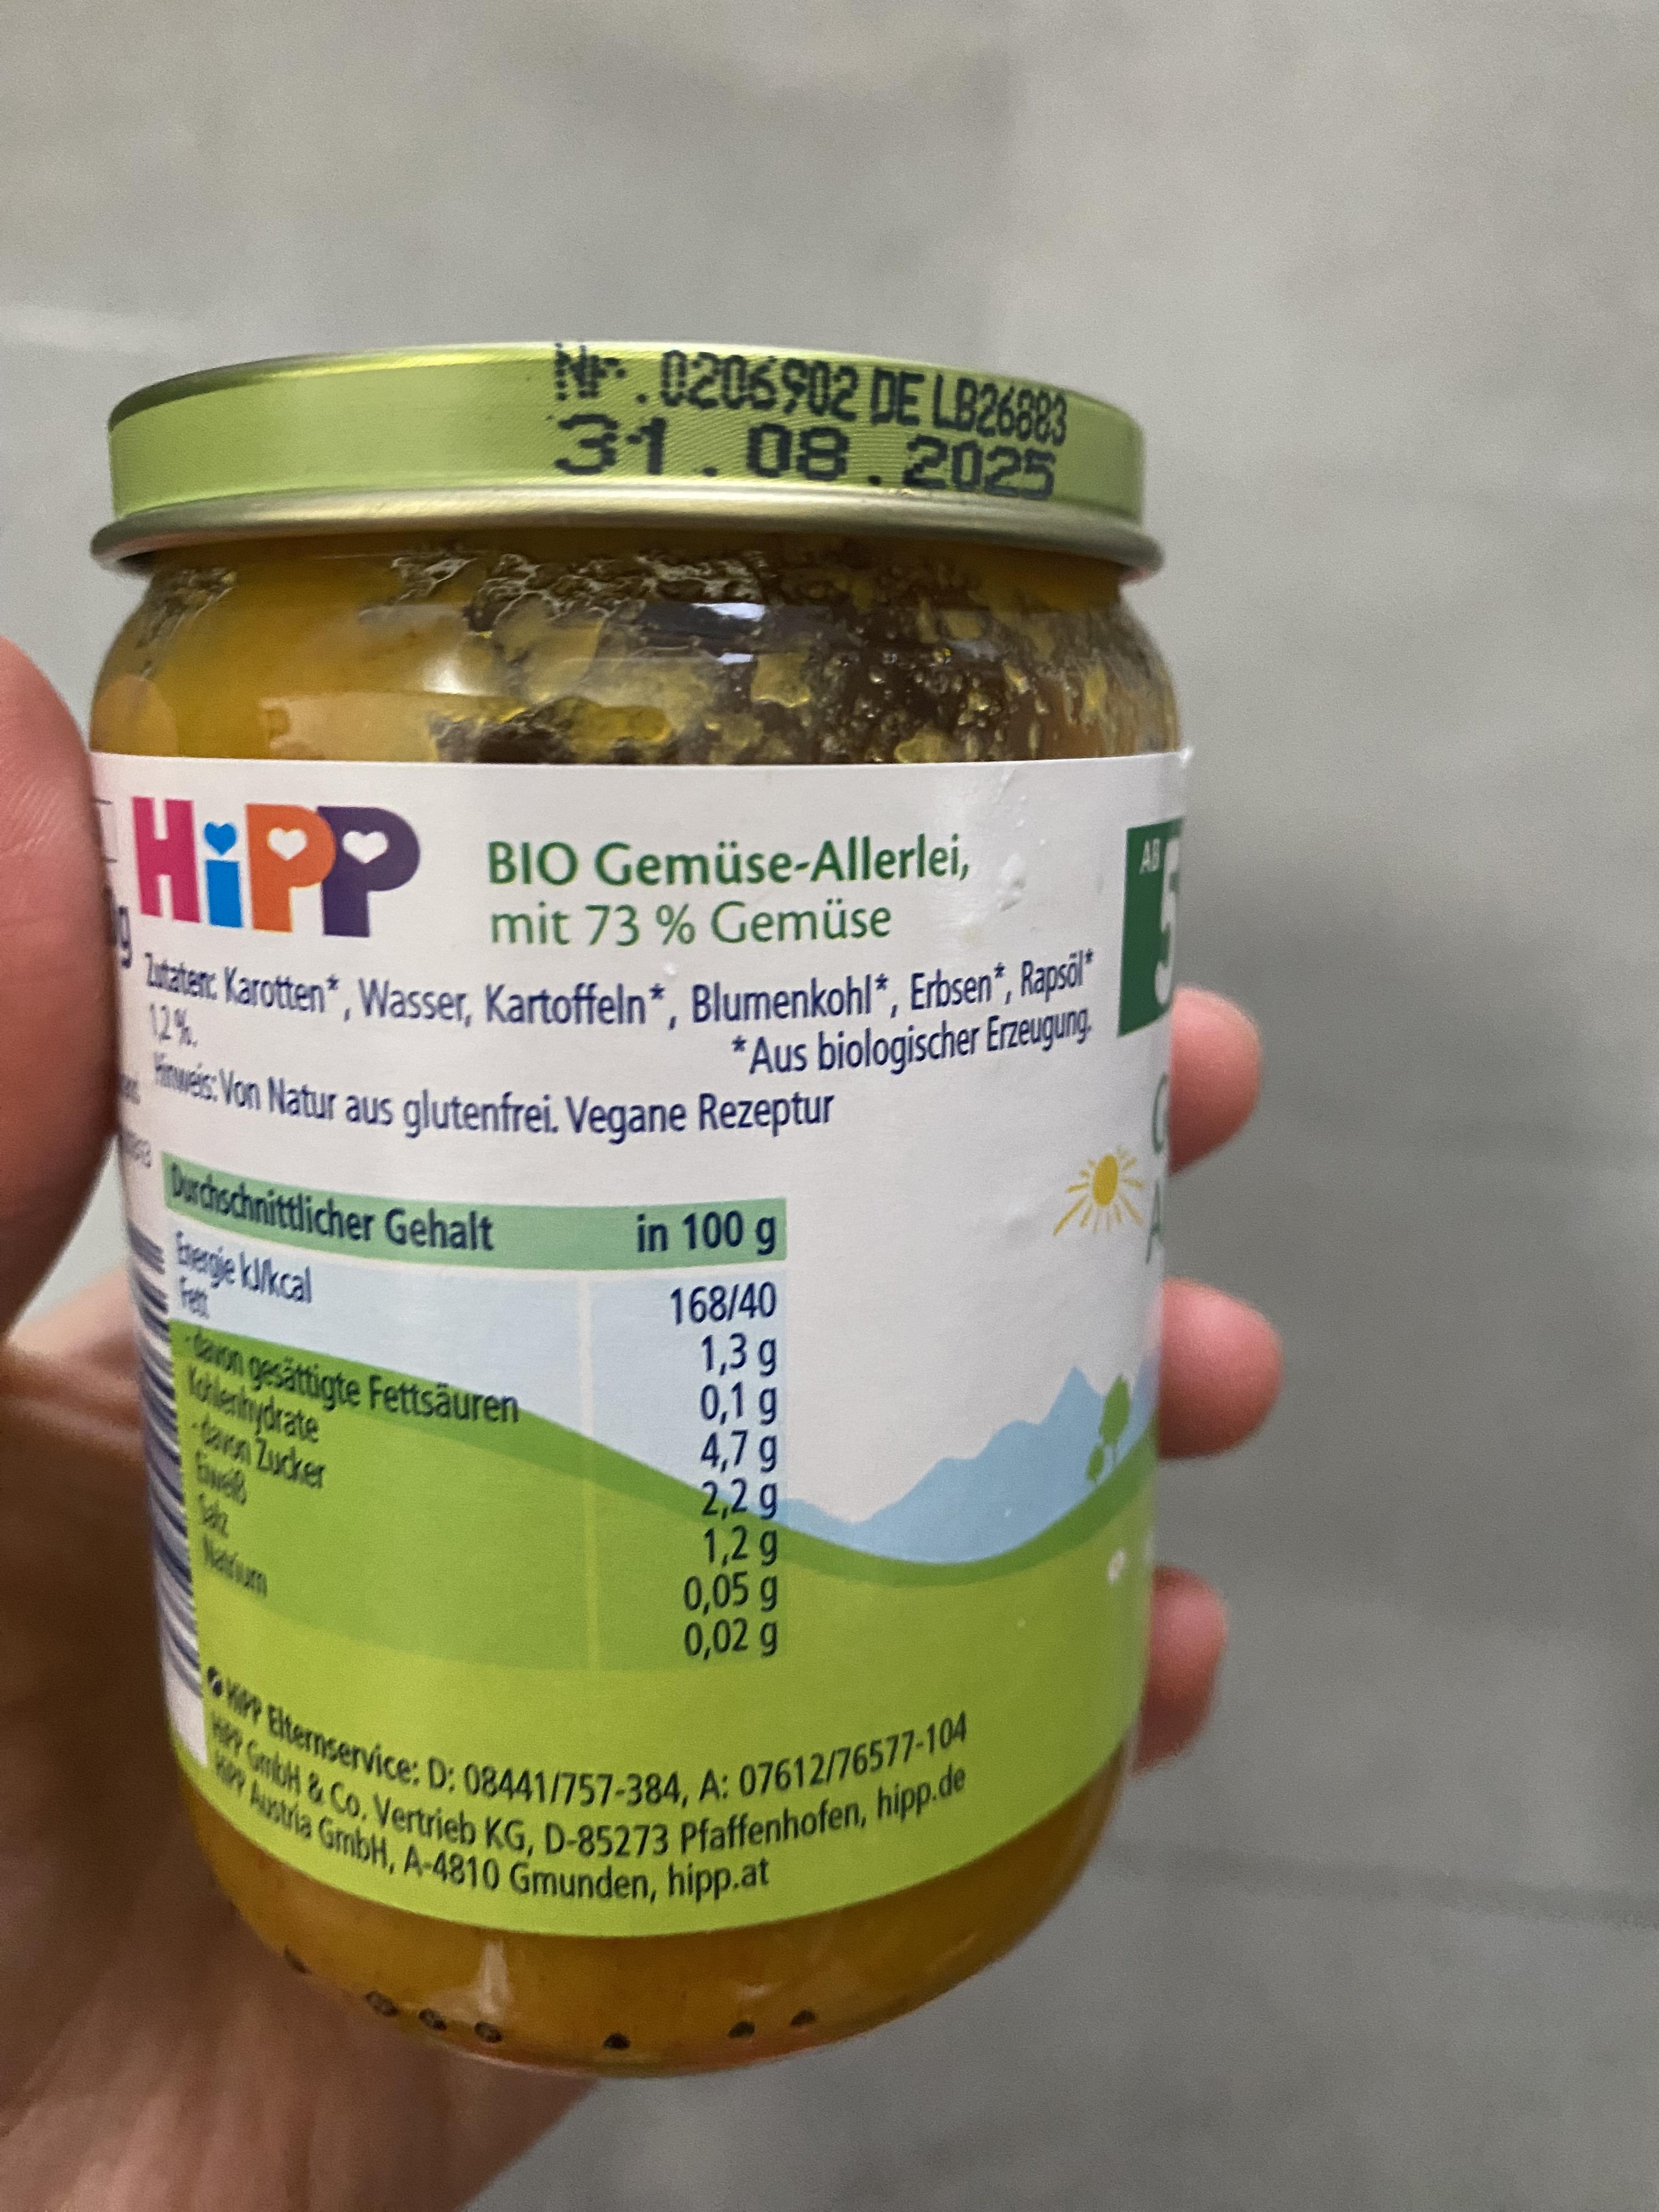 Nr.0206902 DE LB26883
31.08.2025
HiPP
BIO Gemüse-Allerlei,
mit 73 % Gemüse
AB 5
g
Zutaten: Karotten*, Wasser, Kartoffeln*, Blumenkohl*, Erbsen*, Rapsöl*
1,2 %.
*Aus biologischer Erzeugung.
Hinweis: Von Natur aus glutenfrei. Vegane Rezeptur
Durchschnittlicher Gehalt in 100 g
Energie kJ/kcal 168/40
Fett 1,3 g
- davon gesättigte Fettsäuren 0,1 g
Kohlenhydrate 4,7 g
- davon Zucker 2,2 g
Eiweiß 1,2 g
Salz 0,05 g
Natrium 0,02 g
HiPP Elternservice: D: 08441/757-384, A: 07612/76577-104
HiPP GmbH & Co. Vertrieb KG, D-85273 Pfaffenhofen, hipp.de
HiPP Austria GmbH, A-4810 Gmunden, hipp.at